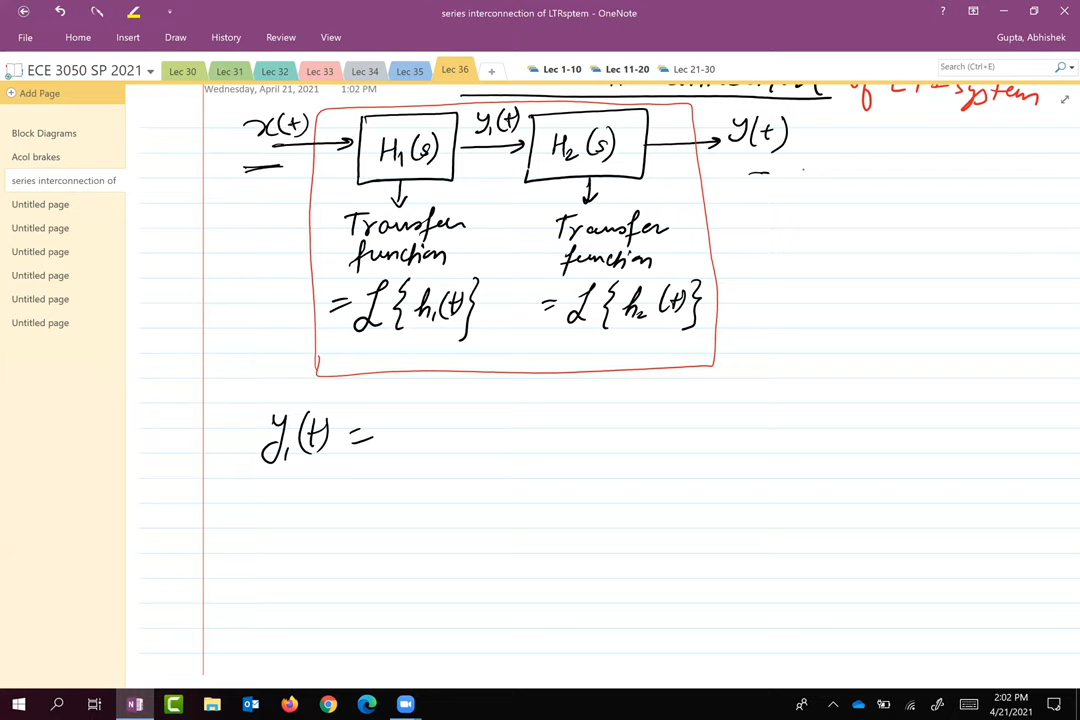 series interconnection of LTRsptem - OneNote
Gupta, Abhishek
File Home Insert Draw History Review View
ECE 3050 SP 2021
Lec 30 Lec 31 Lec 32 Lec 33 Lec 34 Lec 35 Lec 36 + Lec 1-10 Lec 11-20 Lec 21-30
Search (Ctrl+E)
Add Page
Wednesday, April 21, 2021 1:02 PM
of LTI system
Block Diagrams
Acol brakes
series interconnection of
Untitled page
Untitled page
Untitled page
Untitled page
Untitled page
Untitled page
x(t) H₁(s) y₁(t) H₂(s) y(t)
Transfer
function
= ℒ{h₁(t)}
Transfer
function
= ℒ{h₂(t)}
y₁(t) =
2:02 PM
4/21/2021